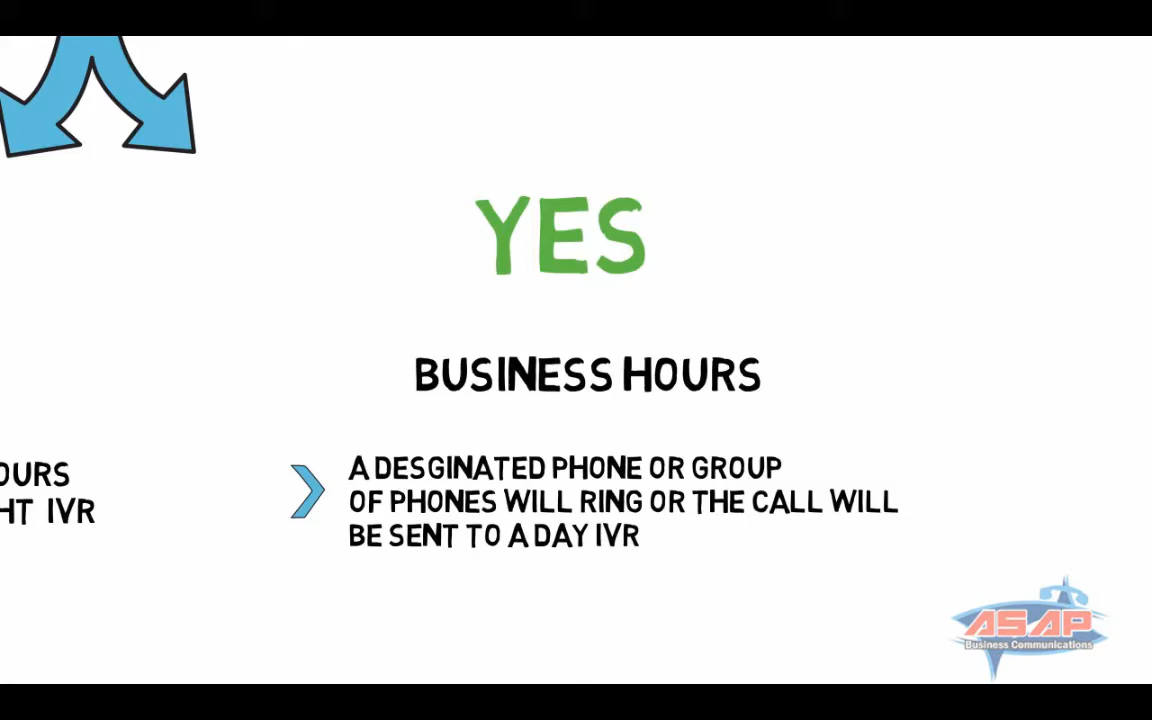 YES
BUSINESS HOURS
OURS
HT IVR
A DESGINATED PHONE OR GROUP
OF PHONES WILL RING OR THE CALL WILL
BE SENT TO A DAY IVR
ASAP
Business Communications